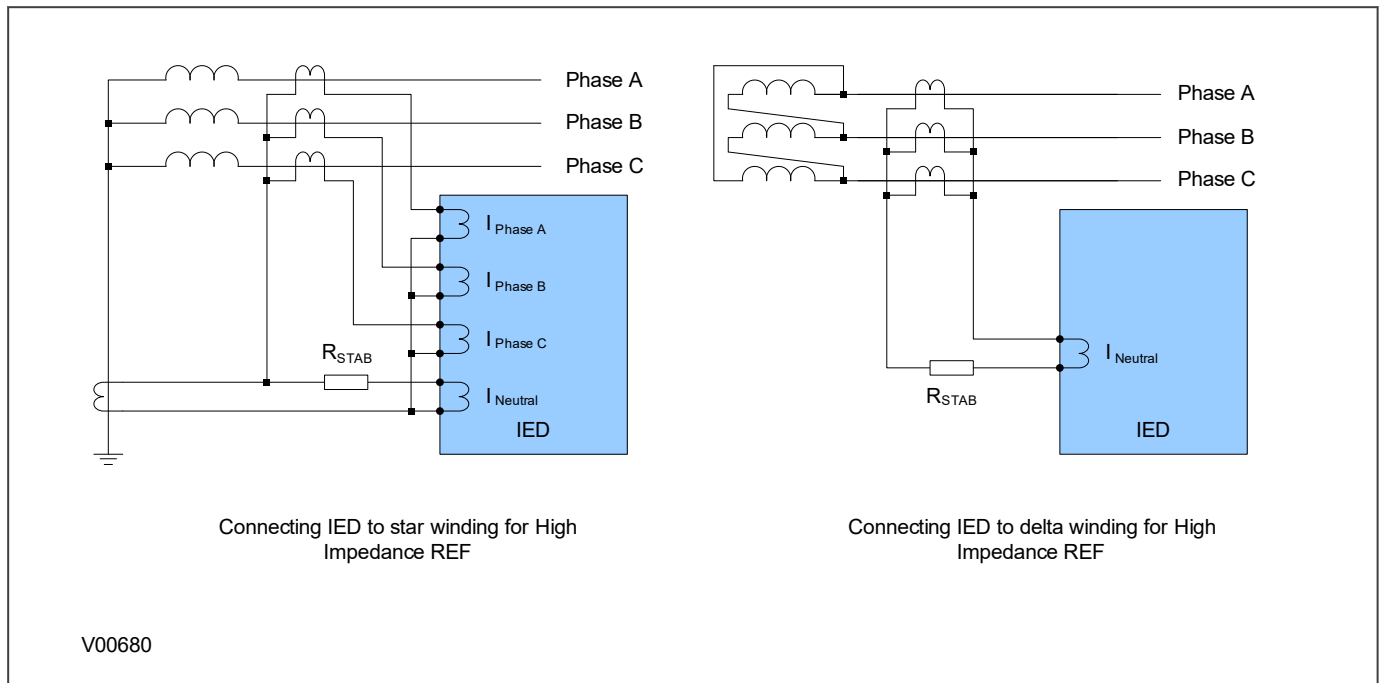 Phase A
Phase B
Phase C
I Phase A
I Phase B
I Phase C
RSTAB
I Neutral
IED
Connecting IED to star winding for High
Impedance REF
Phase A
Phase B
Phase C
I Neutral
RSTAB
IED
Connecting IED to delta winding for High
Impedance REF
V00680